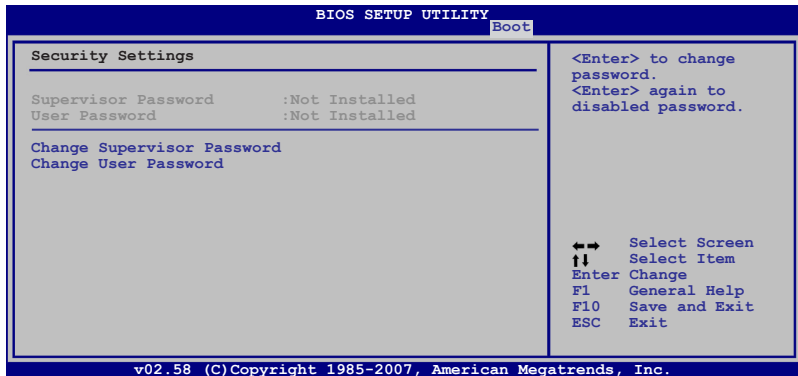 BIOS SETUP UTILITY
Boot
Security Settings
Supervisor Password :Not Installed
User Password :Not Installed
Change Supervisor Password
Change User Password
<Enter> to change
password.
<Enter> again to
disabled password.
←→ Select Screen
↑↓ Select Item
Enter Change
F1 General Help
F10 Save and Exit
ESC Exit
v02.58 (C)Copyright 1985-2007, American Megatrends, Inc.